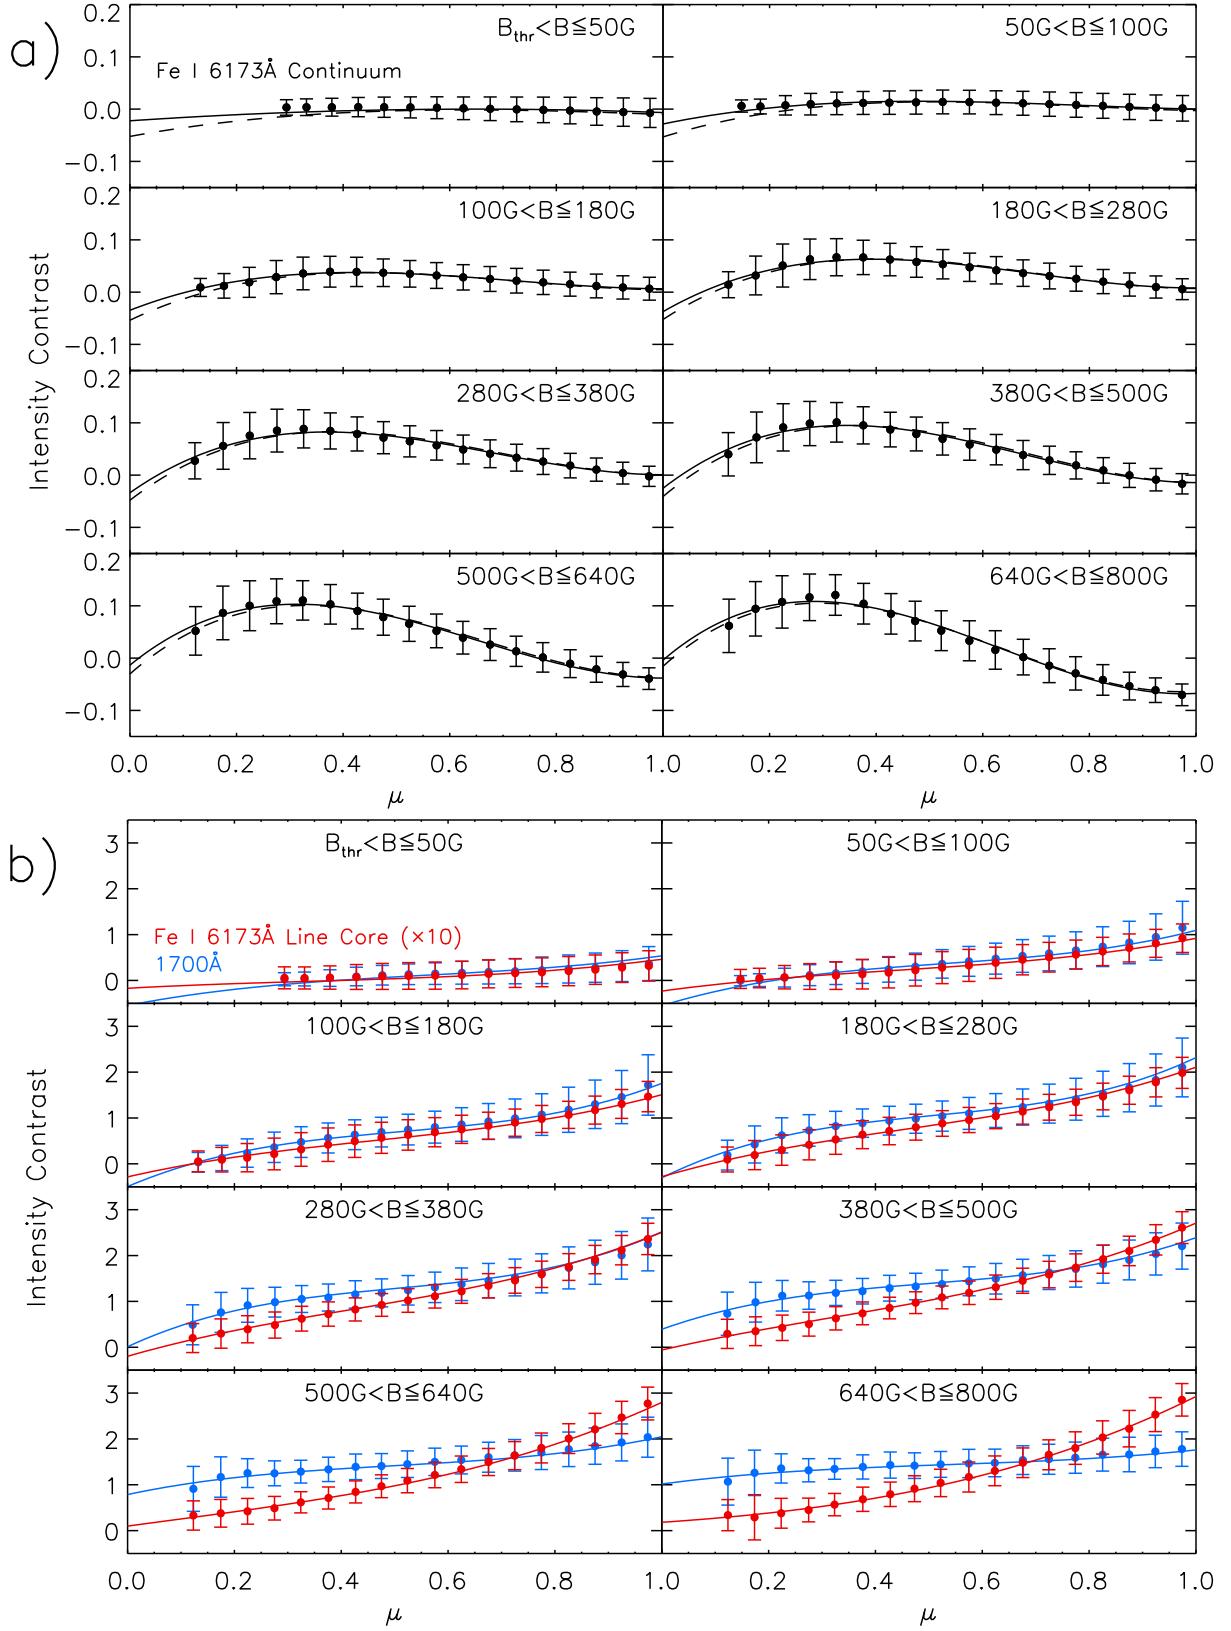 a)
Intensity Contrast
B_thr<B≦50G
50G<B≦100G
Fe I 6173Å Continuum
0.2
0.1
0.0
−0.1
100G<B≦180G
180G<B≦280G
0.2
0.1
0.0
−0.1
280G<B≦380G
380G<B≦500G
0.2
0.1
0.0
−0.1
500G<B≦640G
640G<B≦800G
0.2
0.1
0.0
−0.1
0.0 0.2 0.4 0.6 0.8 1.0 0.2 0.4 0.6 0.8 1.0
μ μ
b)
Intensity Contrast
B_thr<B≦50G
50G<B≦100G
Fe I 6173Å Line Core (×10)
1700Å
3
2
1
0
100G<B≦180G
180G<B≦280G
3
2
1
0
Intensity Contrast
280G<B≦380G
380G<B≦500G
3
2
1
0
500G<B≦640G
640G<B≦800G
3
2
1
0
0.0 0.2 0.4 0.6 0.8 1.0 0.2 0.4 0.6 0.8 1.0
μ μ